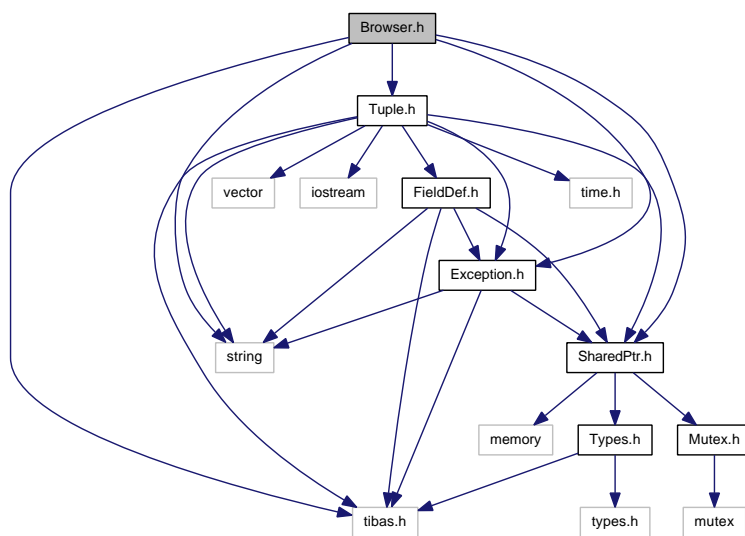 Browser.h
Tuple.h
vector
iostream
FieldDef.h
time.h
Exception.h
string
SharedPtr.h
memory
Types.h
Mutex.h
tibas.h
types.h
mutex